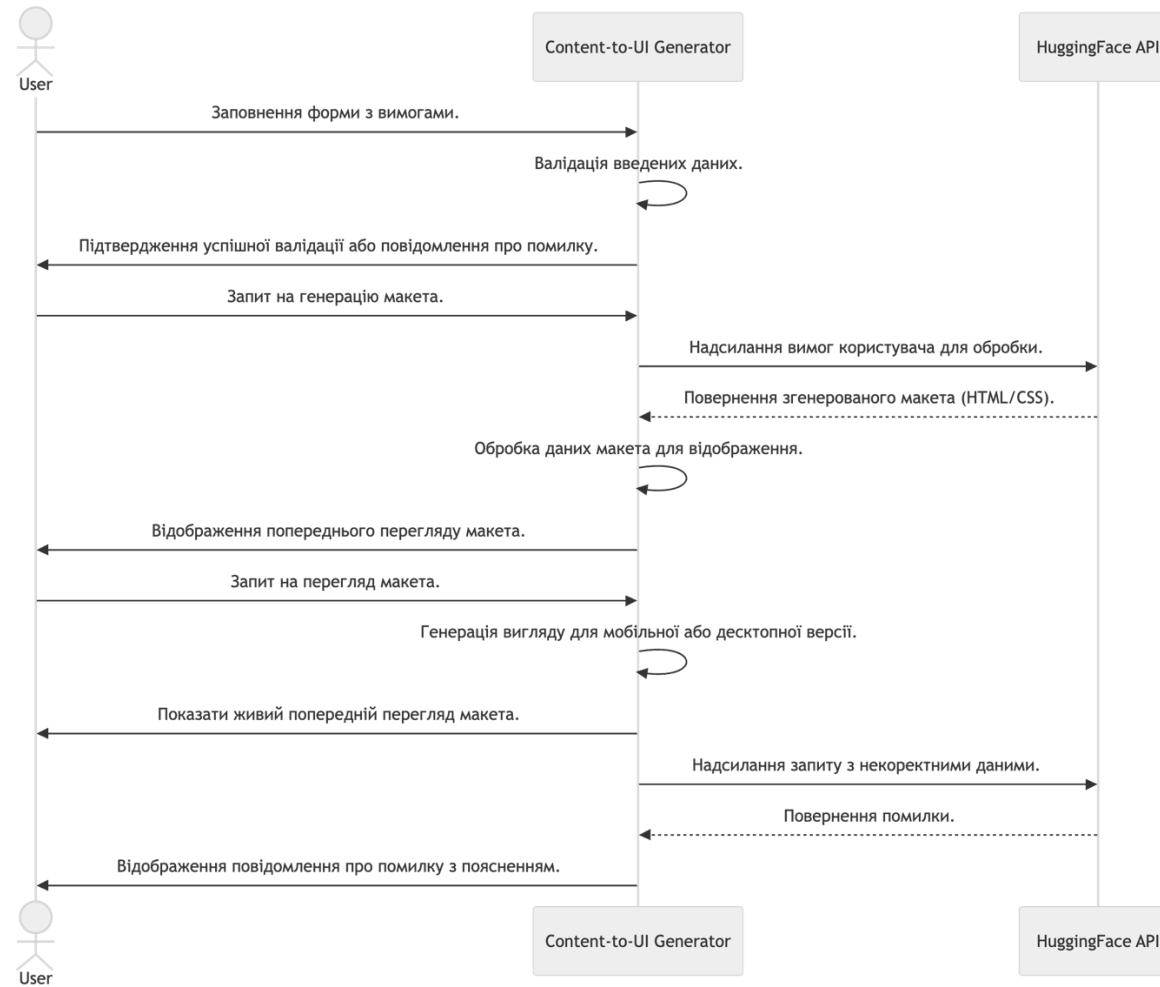 Content-to-UI Generator
HuggingFace API
User
Заповнення форми з вимогами.
Валідація введених даних.
Підтвердження успішної валідації або повідомлення про помилку.
Запит на генерацію макета.
Надсилання вимог користувача для обробки.
Повернення згенерованого макета (HTML/CSS).
Обробка даних макета для відображення.
Відображення попереднього перегляду макета.
Запит на перегляд макета.
Генерація вигляду для мобільної або десктопної версії.
Показати живий попередній перегляд макета.
Надсилання запиту з некоректними даними.
Повернення помилки.
Відображення повідомлення про помилку з поясненням.
Content-to-UI Generator
HuggingFace API
User